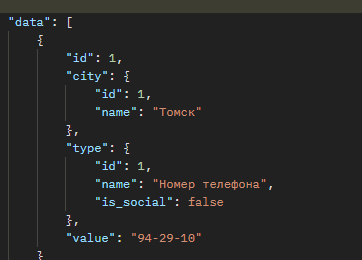 "data": [
{
"id": 1,
"city": {
"id": 1,
"name": "Томск"
},
"type": {
"id": 1,
"name": "Номер телефона",
"is_social": false
},
"value": "94-29-10"
}